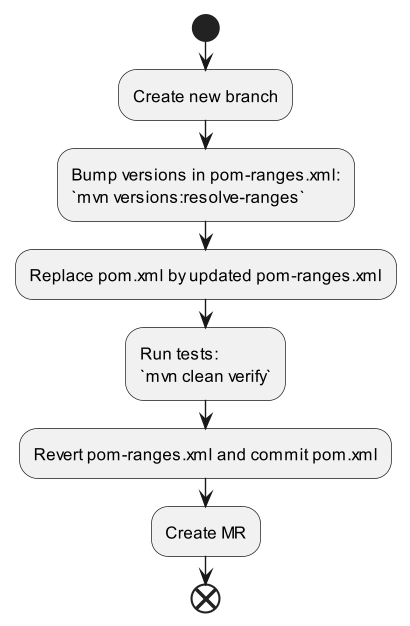 Create new branch
Bump versions in pom-ranges.xml:
`mvn versions:resolve-ranges`
Replace pom.xml by updated pom-ranges.xml
Run tests:
`mvn clean verify`
Revert pom-ranges.xml and commit pom.xml
Create MR